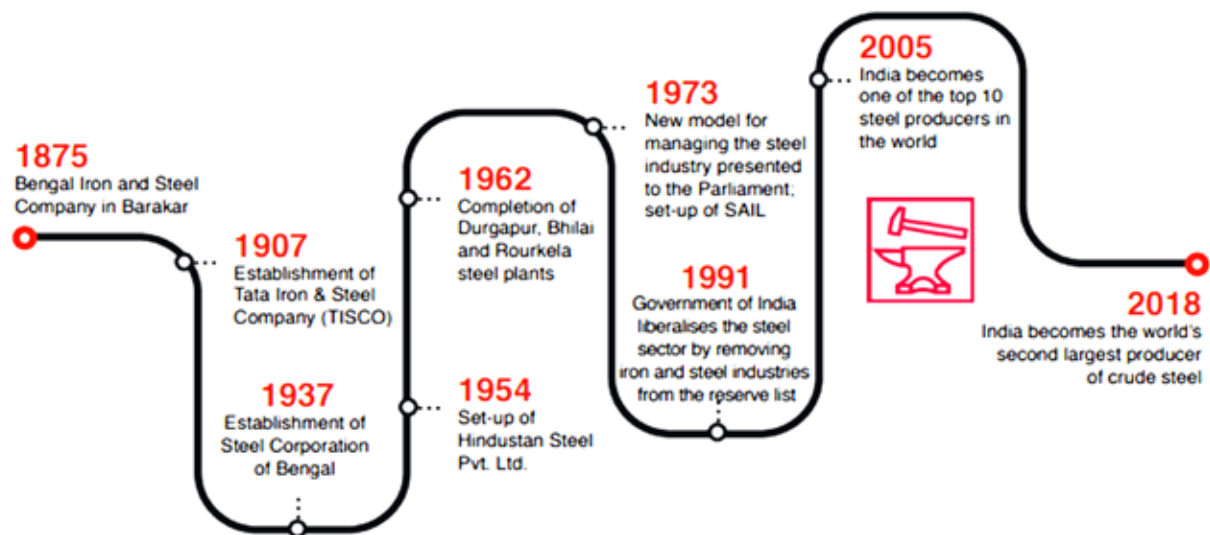 1875
Bengal Iron and Steel
Company in Barakar
1907
Establishment of
Tata Iron & Steel
Company (TISCO)
1937
Establishment of
Steel Corporation
of Bengal
1954
Set-up of
Hindustan Steel
Pvt. Ltd.
1962
Completion of
Durgapur, Bhilai
and Rourkela
steel plants
1973
New model for
managing the steel
industry presented
to the Parliament;
set-up of SAIL
1991
Government of India
liberalises the steel
sector by removing
iron and steel industries
from the reserve list
2005
India becomes
one of the top 10
steel producers in
the world
2018
India becomes the world's
second largest producer
of crude steel